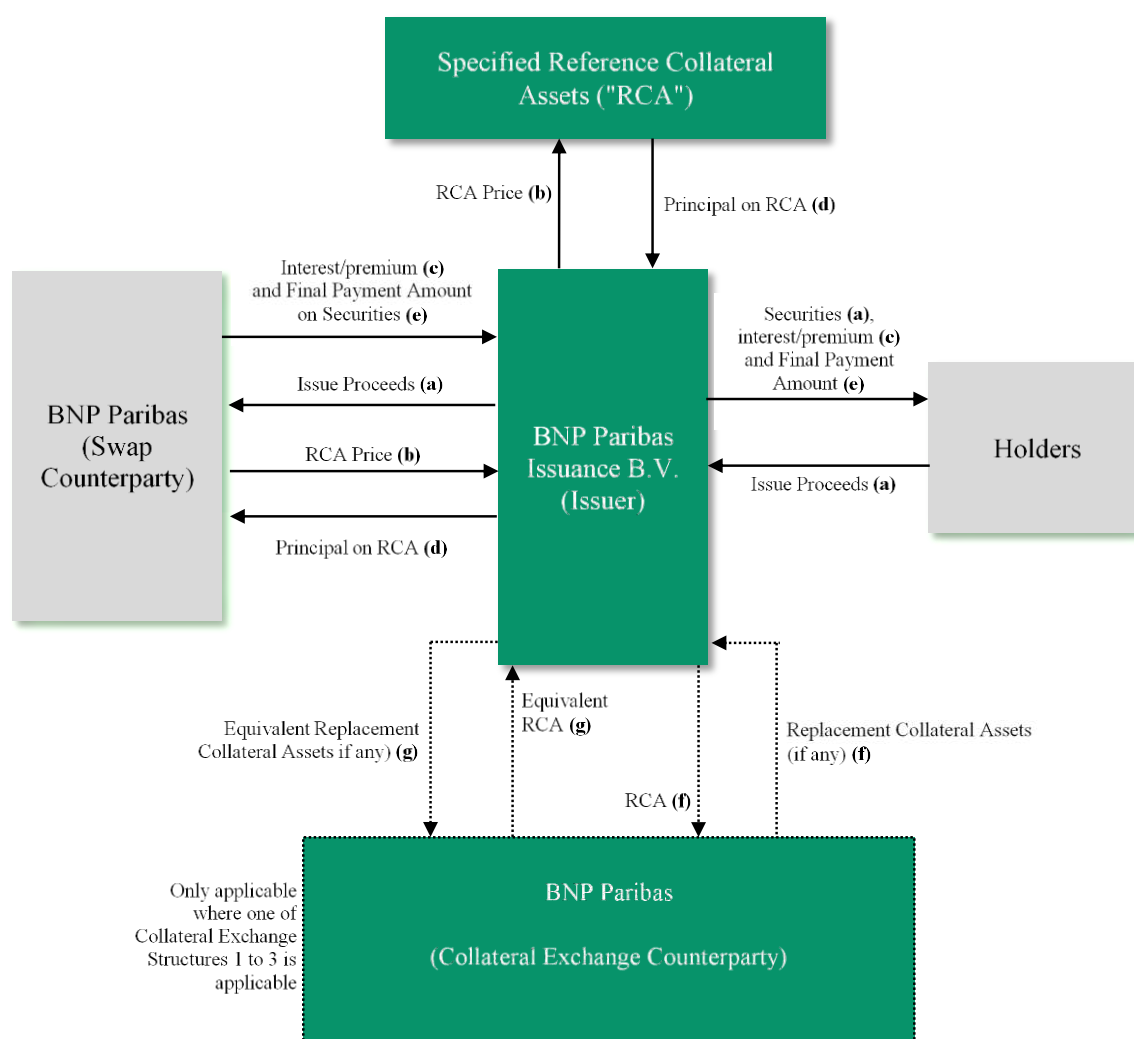 Specified Reference Collateral
Assets ("RCA")
RCA Price (b)
Principal on RCA (d)
Interest/premium (c)
and Final Payment Amount
on Securities (e)
Issue Proceeds (a)
RCA Price (b)
Principal on RCA (d)
BNP Paribas
(Swap
Counterparty)
BNP Paribas
Issuance B.V.
(Issuer)
Securities (a),
interest/premium (c)
and Final Payment
Amount (e)
Issue Proceeds (a)
Holders
Equivalent Replacement
Collateral Assets if any) (g)
Equivalent
RCA (g)
RCA (f)
Replacement Collateral Assets
(if any) (f)
Only applicable
where one of
Collateral Exchange
Structures 1 to 3 is
applicable
BNP Paribas
(Collateral Exchange Counterparty)